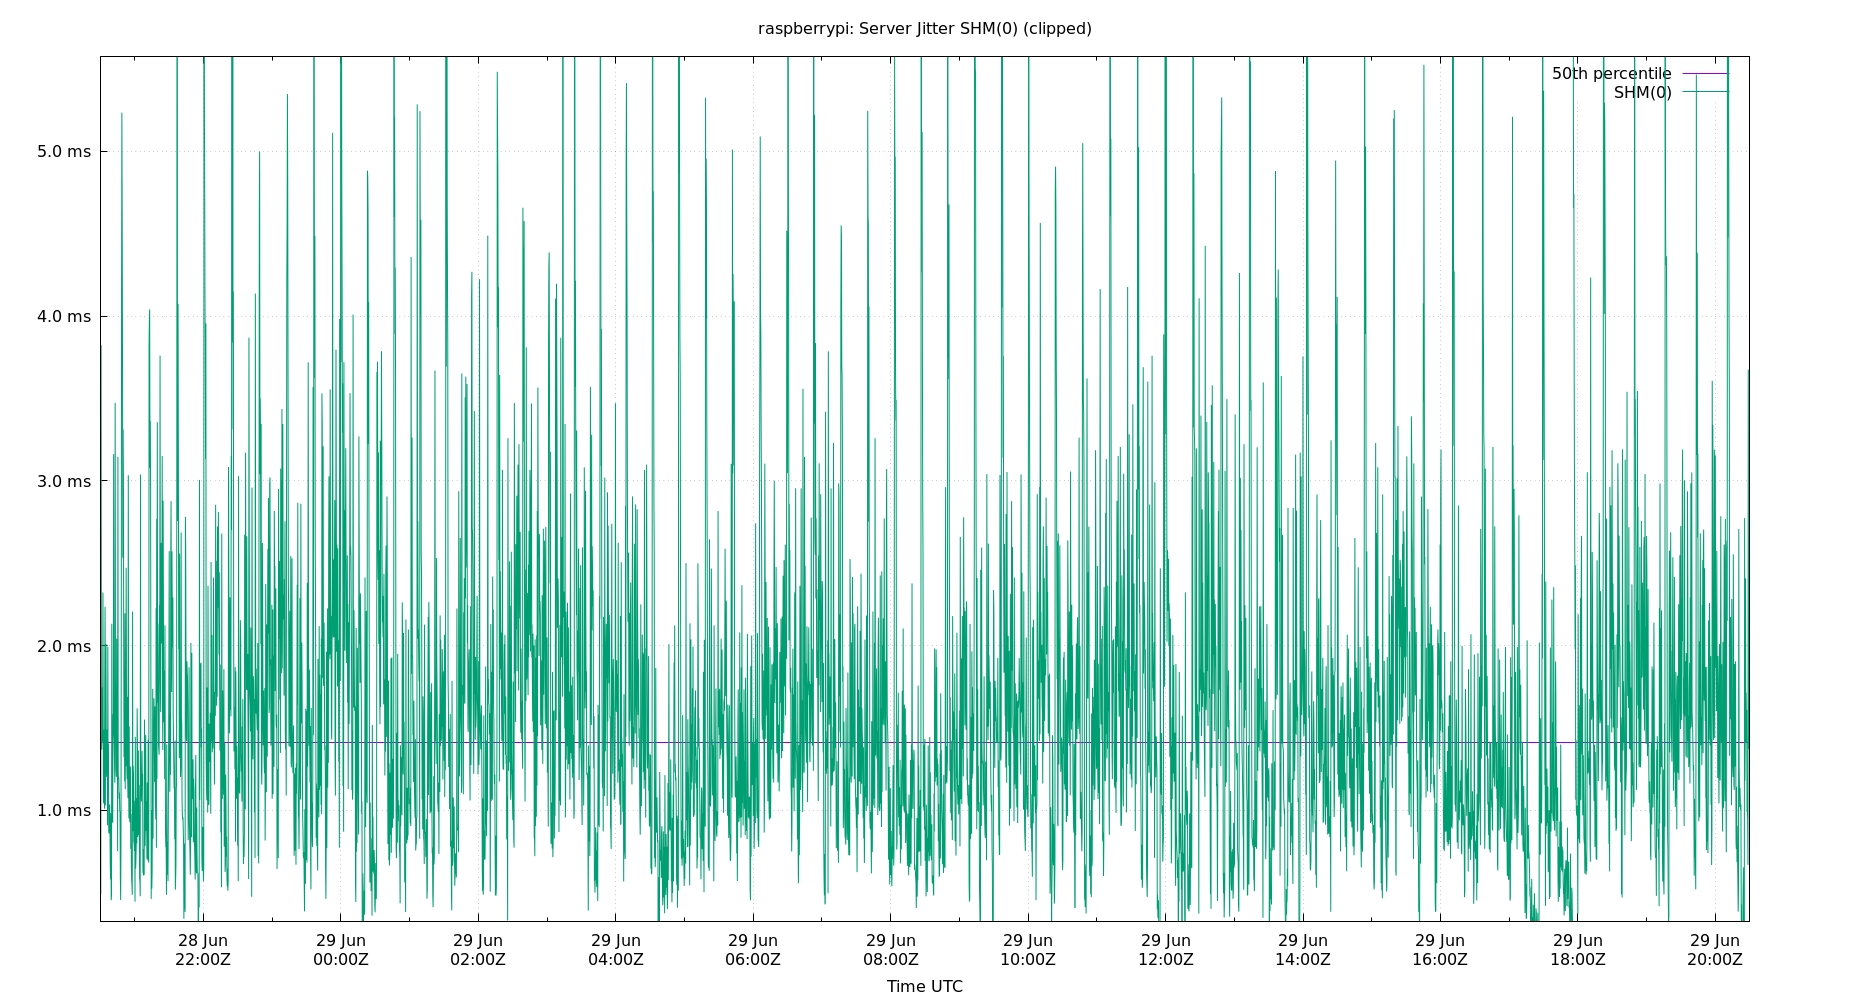 raspberrypi: Server Jitter SHM(0) (clipped)
50th percentile
SHM(0)
5.0 ms
4.0 ms
3.0 ms
2.0 ms
1.0 ms
28 Jun 29 Jun 29 Jun 29 Jun 29 Jun 29 Jun 29 Jun 29 Jun 29 Jun 29 Jun 29 Jun 29 Jun
22:00Z 00:00Z 02:00Z 04:00Z 06:00Z 08:00Z 10:00Z 12:00Z 14:00Z 16:00Z 18:00Z 20:00Z
Time UTC